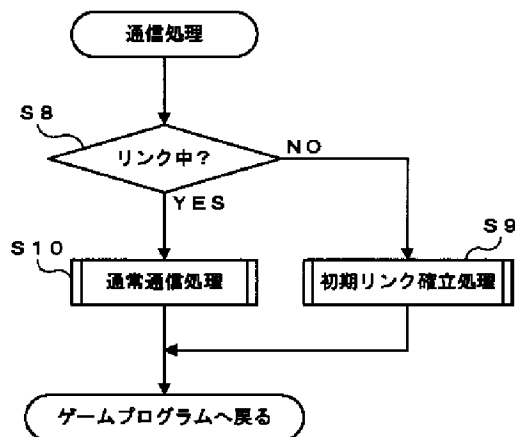 通信処理
S8
リンク中?
NO
YES
S10
通常通信処理
S9
初期リンク確立処理
ゲームプログラムへ戻る